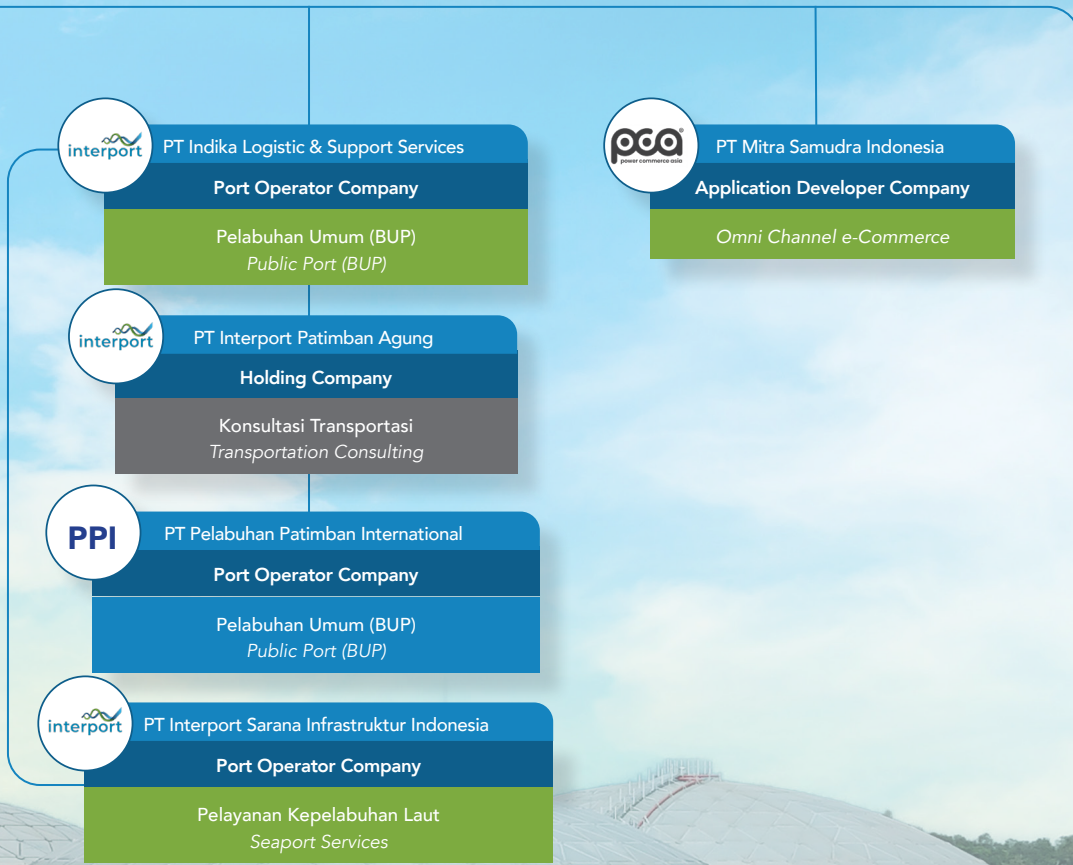 interport
PT Indika Logistic & Support Services
Port Operator Company
Pelabuhan Umum (BUP)
Public Port (BUP)
interport
PT Interport Patimban Agung
Holding Company
Konsultasi Transportasi
Transportation Consulting
PPI
PT Pelabuhan Patimban International
Port Operator Company
Pelabuhan Umum (BUP)
Public Port (BUP)
interport
PT Interport Sarana Infrastruktur Indonesia
Port Operator Company
Pelayanan Kepelabuhan Laut
Seaport Services
pca
power commerce asia
PT Mitra Samudra Indonesia
Application Developer Company
Omni Channel e-Commerce